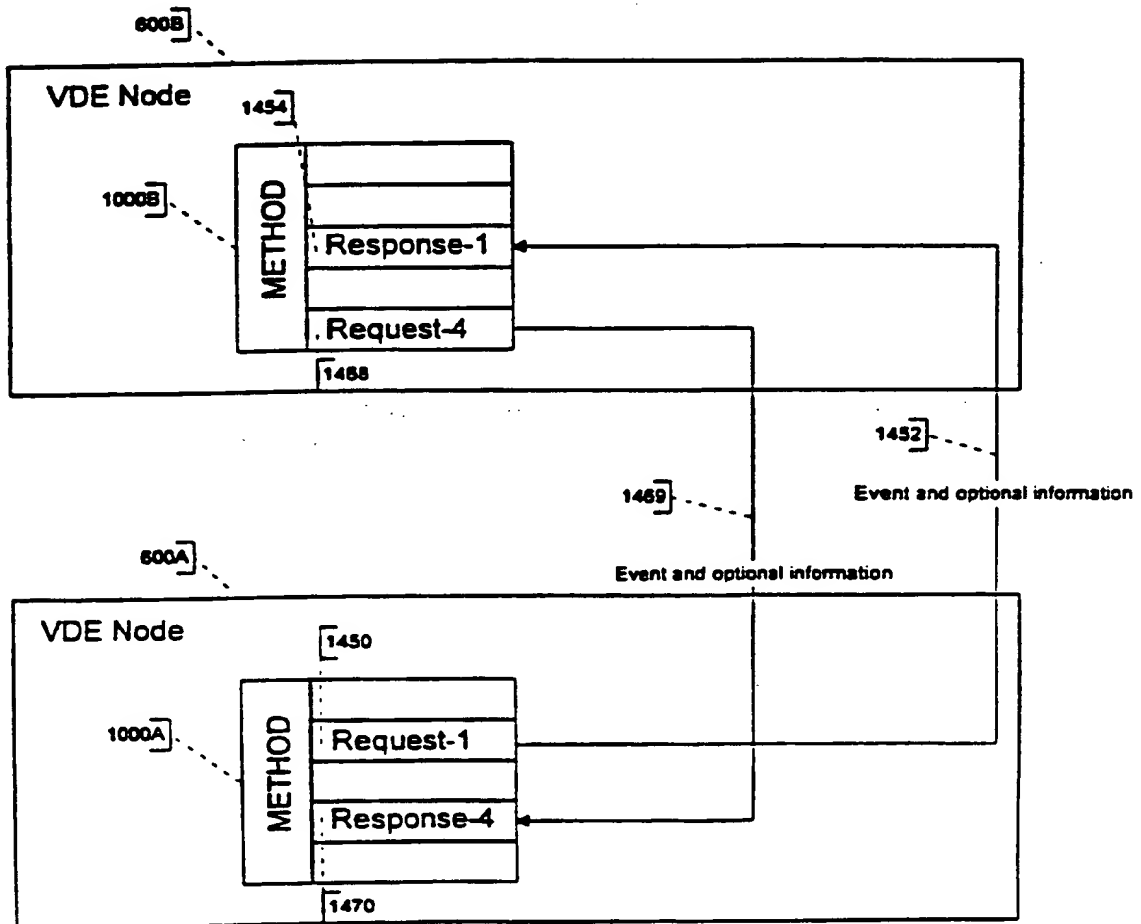 600B
VDE Node
1454
1000B
METHOD
Response-1
Request-4
1468
1452
1469
Event and optional information
600A
Event and optional information
VDE Node
1450
1000A
METHOD
Request-1
Response-4
1470